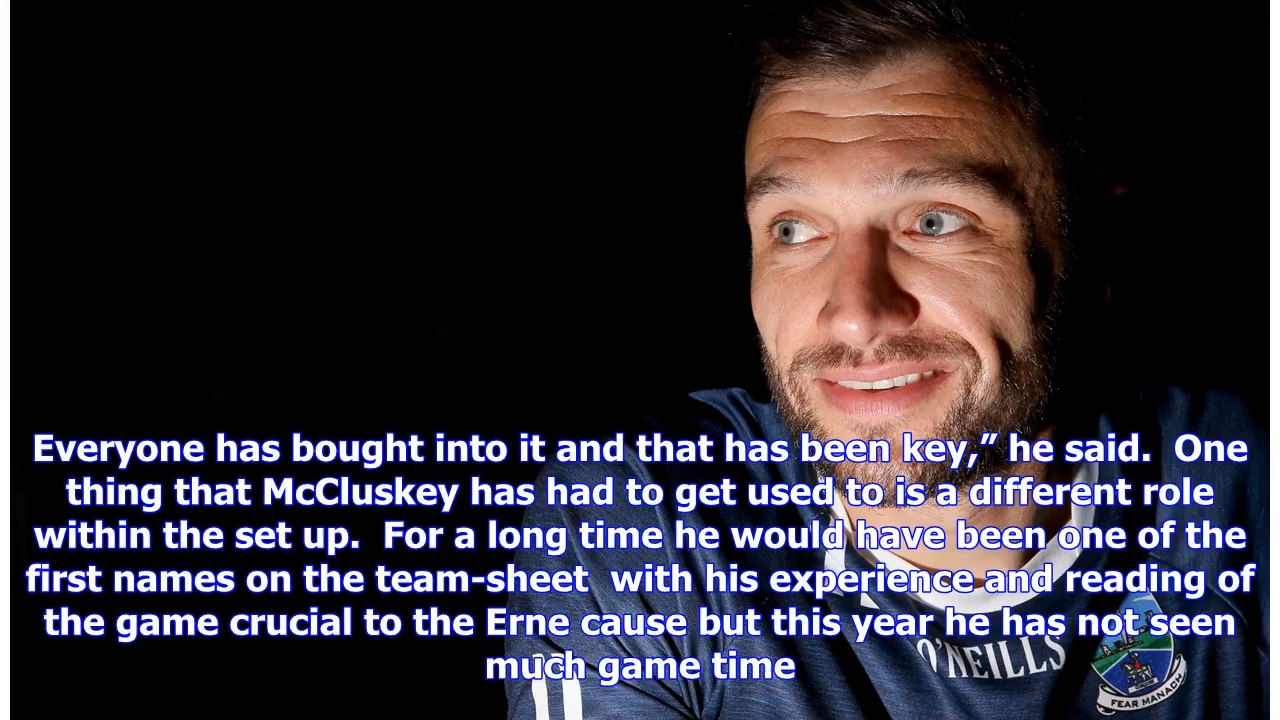 Everyone has bought into it and that has been key,” he said.  One
thing that McCluskey has had to get used to is a different role
within the set up.  For a long time he would have been one of the
first names on the team-sheet  with his experience and reading of
the game crucial to the Erne cause but this year he has not seen
much game time
O'NEILLS
FEAR MANACH